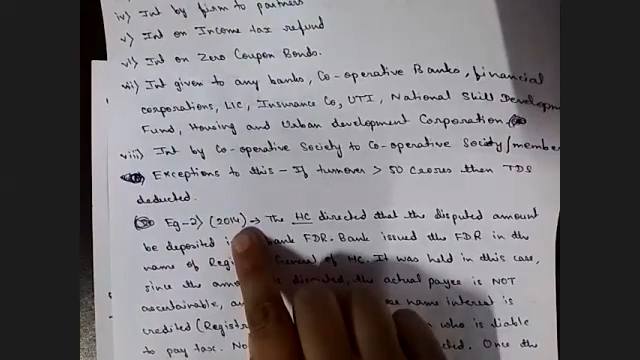 iv) Int by firm to partners
v) Int on Income tax refund
vi) Int on Zero Coupon Bonds.
vii) Int given to any banks, Co-operative Banks, financial
corporations, LIC, Insurance Co, UTI, National Skill Developm
Fund, Housing and Urban development Corporation
viii) Int by Co-operative Society to Co-operative Society/member
Exceptions to this - If turnover > 50 Crores then TDS
deducted.
Eg-2) (2014) → The HC directed that the disputed amount
be deposited in bank FDR. Bank issued the FDR in the
name of General of HC. It was held in this case,
since the is disputed, the actual payee is NOT
ascertainable, name interest is
credited who is liable
to pay tax. Once the